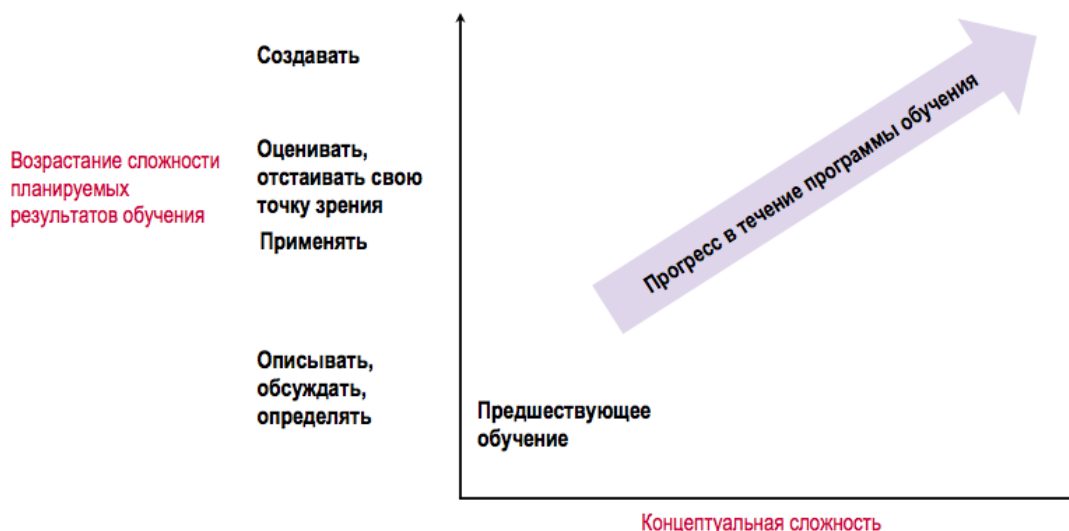 Создавать
Возрастание сложности
планируемых
результатов обучения
Оценивать,
отстаивать свою
точку зрения
Применять
Описывать,
обсуждать,
определять
Прогресс в течение программы обучения
Предшествующее
обучение
Концептуальная сложность